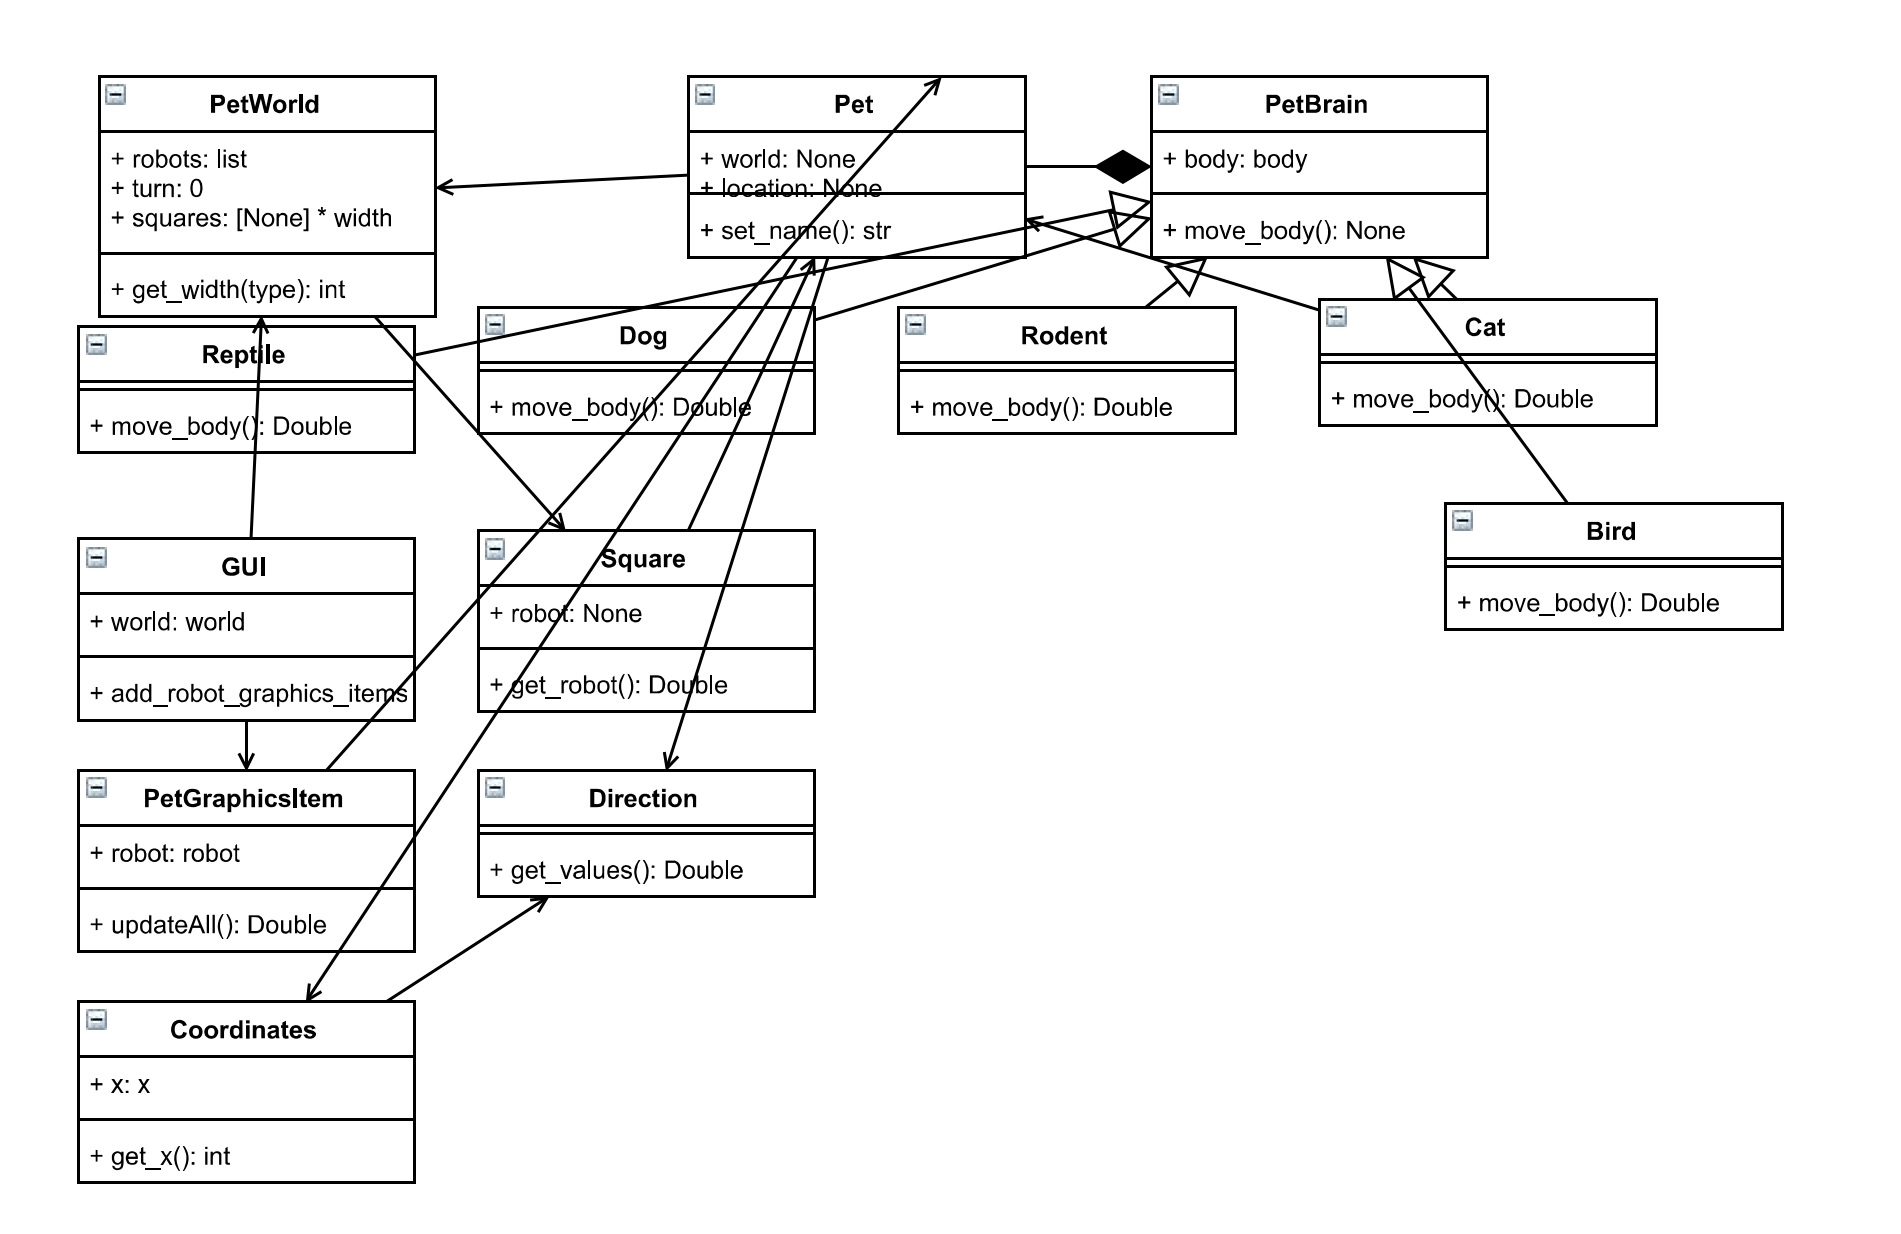 PetWorld
+ robots: list
+ turn: 0
+ squares: [None] * width
+ get_width(type): int
Pet
+ world: None
+ location: None
+ set_name(): str
PetBrain
+ body: body
+ move_body(): None
Reptile
+ move_body(): Double
Dog
+ move_body(): Double
Rodent
+ move_body(): Double
Cat
+ move_body(): Double
Bird
+ move_body(): Double
GUI
+ world: world
+ add_robot_graphics_items
Square
+ robot: None
+ get_robot(): Double
PetGraphicsItem
+ robot: robot
+ updateAll(): Double
Direction
+ get_values(): Double
Coordinates
+ x: x
+ get_x(): int